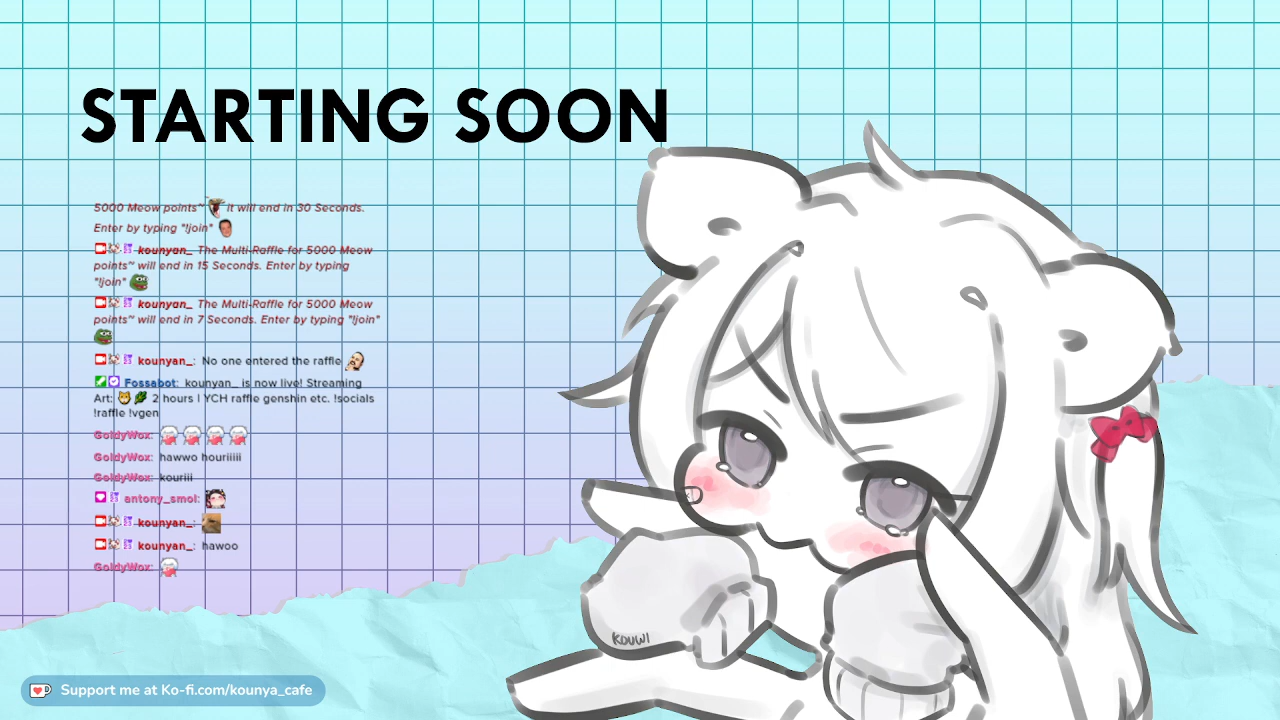 STARTING SOON
5000 Meow points~ It will end in 30 Seconds.
Enter by typing "!join"
kounyan_ The Multi-Raffle for 5000 Meow
points~ will end in 15 Seconds. Enter by typing
"!join"
kounyan_ The Multi-Raffle for 5000 Meow
points~ will end in 7 Seconds. Enter by typing "!join"
kounyan_: No one entered the raffle
Fossabot: kounyan_ is now live! Streaming
Art: 2 hours | YCH raffle genshin etc. !socials
!raffle !vgen
GoldyWox:
GoldyWox: hawwo houriiiii
GoldyWox: kouriii
antony_smol:
kounyan_:
kounyan_: hawoo
GoldyWox:
KOUWI
Support me at Ko-fi.com/kounya_cafe